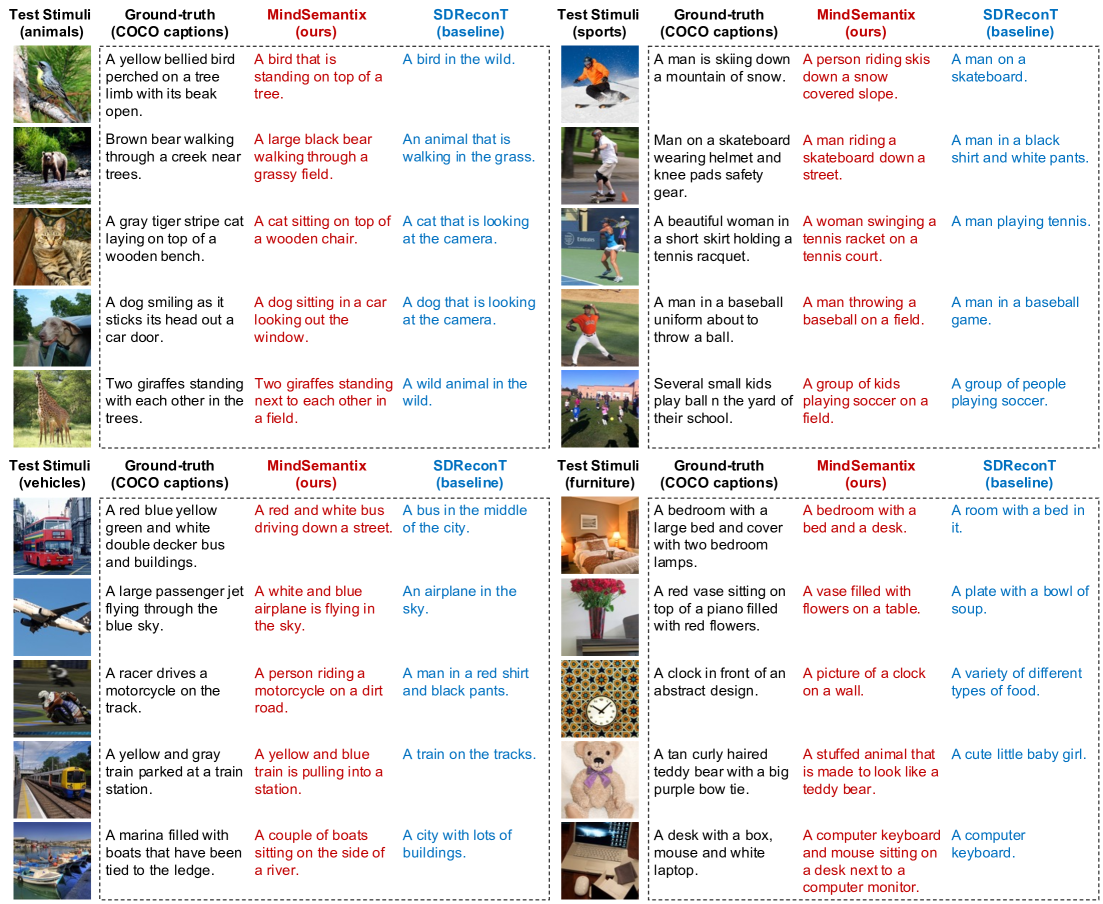 Test Stimuli
(animals)
Ground-truth
(COCO captions)
MindSemantix
(ours)
SDReconT
(baseline)
A yellow bellied bird
perched on a tree
limb with its beak
open.
A bird that is
standing on top of a
tree.
A bird in the wild.
Brown bear walking
through a creek near
trees.
A large black bear
walking through a
grassy field.
An animal that is
walking in the grass.
A gray tiger stripe cat
laying on top of a
wooden bench.
A cat sitting on top of
a wooden chair.
A cat that is looking
at the camera.
A dog smiling as it
sticks its head out a
car door.
A dog sitting in a car
looking out the
window.
A dog that is looking
at the camera.
Two giraffes standing
with each other in the
trees.
Two giraffes standing
next to each other in
a field.
A wild animal in the
wild.
Test Stimuli
(sports)
Ground-truth
(COCO captions)
MindSemantix
(ours)
SDReconT
(baseline)
A man is skiing down
a mountain of snow.
A person riding skis
down a snow
covered slope.
A man on a
skateboard.
Man on a skateboard
wearing helmet and
knee pads safety
gear.
A man riding a
skateboard down a
street.
A man in a black
shirt and white pants.
Emirates
A beautiful woman in
a short skirt holding a
tennis racquet.
A woman swinging a
tennis racket on a
tennis court.
A man playing tennis.
A man in a baseball
uniform about to
throw a ball.
A man throwing a
baseball on a field.
A man in a baseball
game.
Several small kids
play ball n the yard of
their school.
A group of kids
playing soccer on a
field.
A group of people
playing soccer.
Test Stimuli
(vehicles)
Ground-truth
(COCO captions)
MindSemantix
(ours)
SDReconT
(baseline)
A red blue yellow
green and white
double decker bus
and buildings.
A red and white bus
driving down a street.
A bus in the middle
of the city.
A large passenger jet
flying through the
blue sky.
A white and blue
airplane is flying in
the sky.
An airplane in the
sky.
A racer drives a
motorcycle on the
track.
A person riding a
motorcycle on a dirt
road.
A man in a red shirt
and black pants.
A yellow and gray
train parked at a train
station.
A yellow and blue
train is pulling into a
station.
A train on the tracks.
A marina filled with
boats that have been
tied to the ledge.
A couple of boats
sitting on the side of
a river.
A city with lots of
buildings.
Test Stimuli
(furniture)
Ground-truth
(COCO captions)
MindSemantix
(ours)
SDReconT
(baseline)
A bedroom with a
large bed and cover
with two bedroom
lamps.
A bedroom with a
bed and a desk.
A room with a bed in
it.
A red vase sitting on
top of a piano filled
with red flowers.
A vase filled with
flowers on a table.
A plate with a bowl of
soup.
A clock in front of an
abstract design.
A picture of a clock
on a wall.
A variety of different
types of food.
A tan curly haired
teddy bear with a big
purple bow tie.
A stuffed animal that
is made to look like a
teddy bear.
A cute little baby girl.
A desk with a box,
mouse and white
laptop.
A computer keyboard
and mouse sitting on
a desk next to a
computer monitor.
A computer
keyboard.